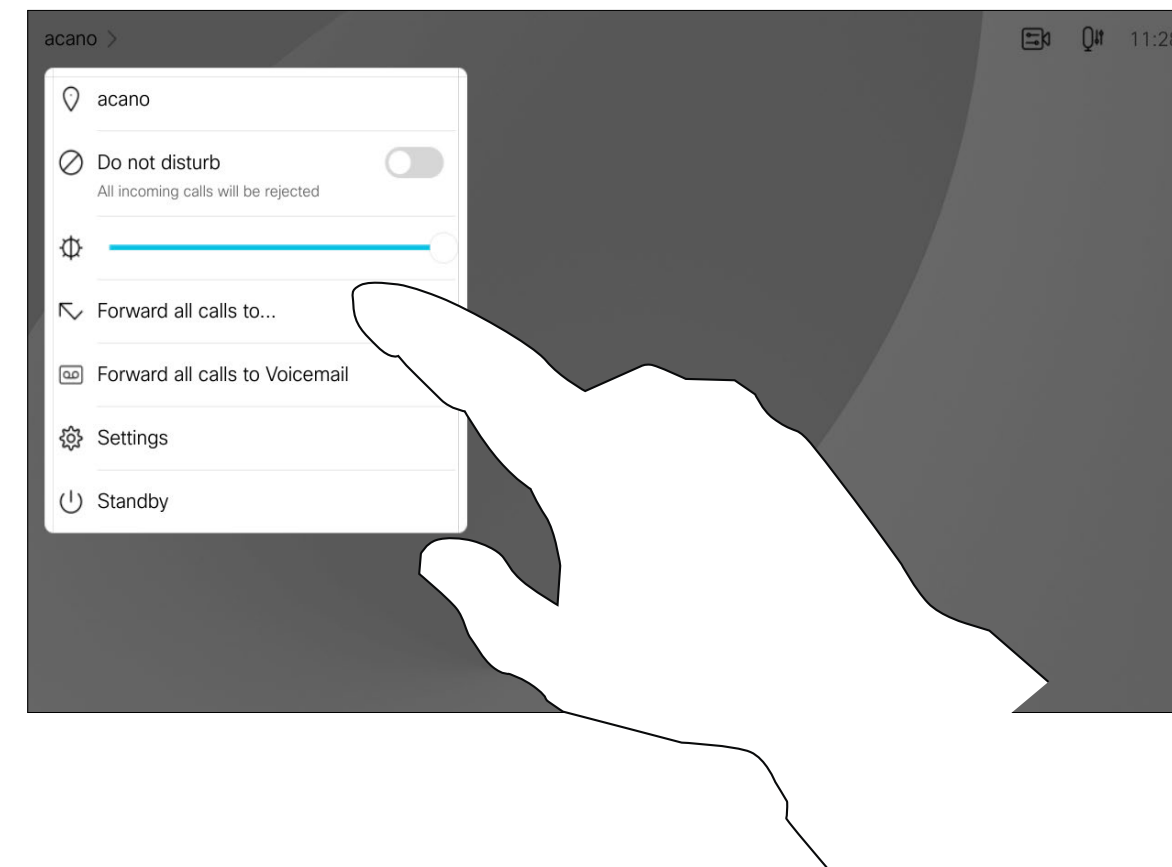 acano >
11:28
acano
Do not disturb
All incoming calls will be rejected
Forward all calls to...
Forward all calls to Voicemail
Settings
Standby